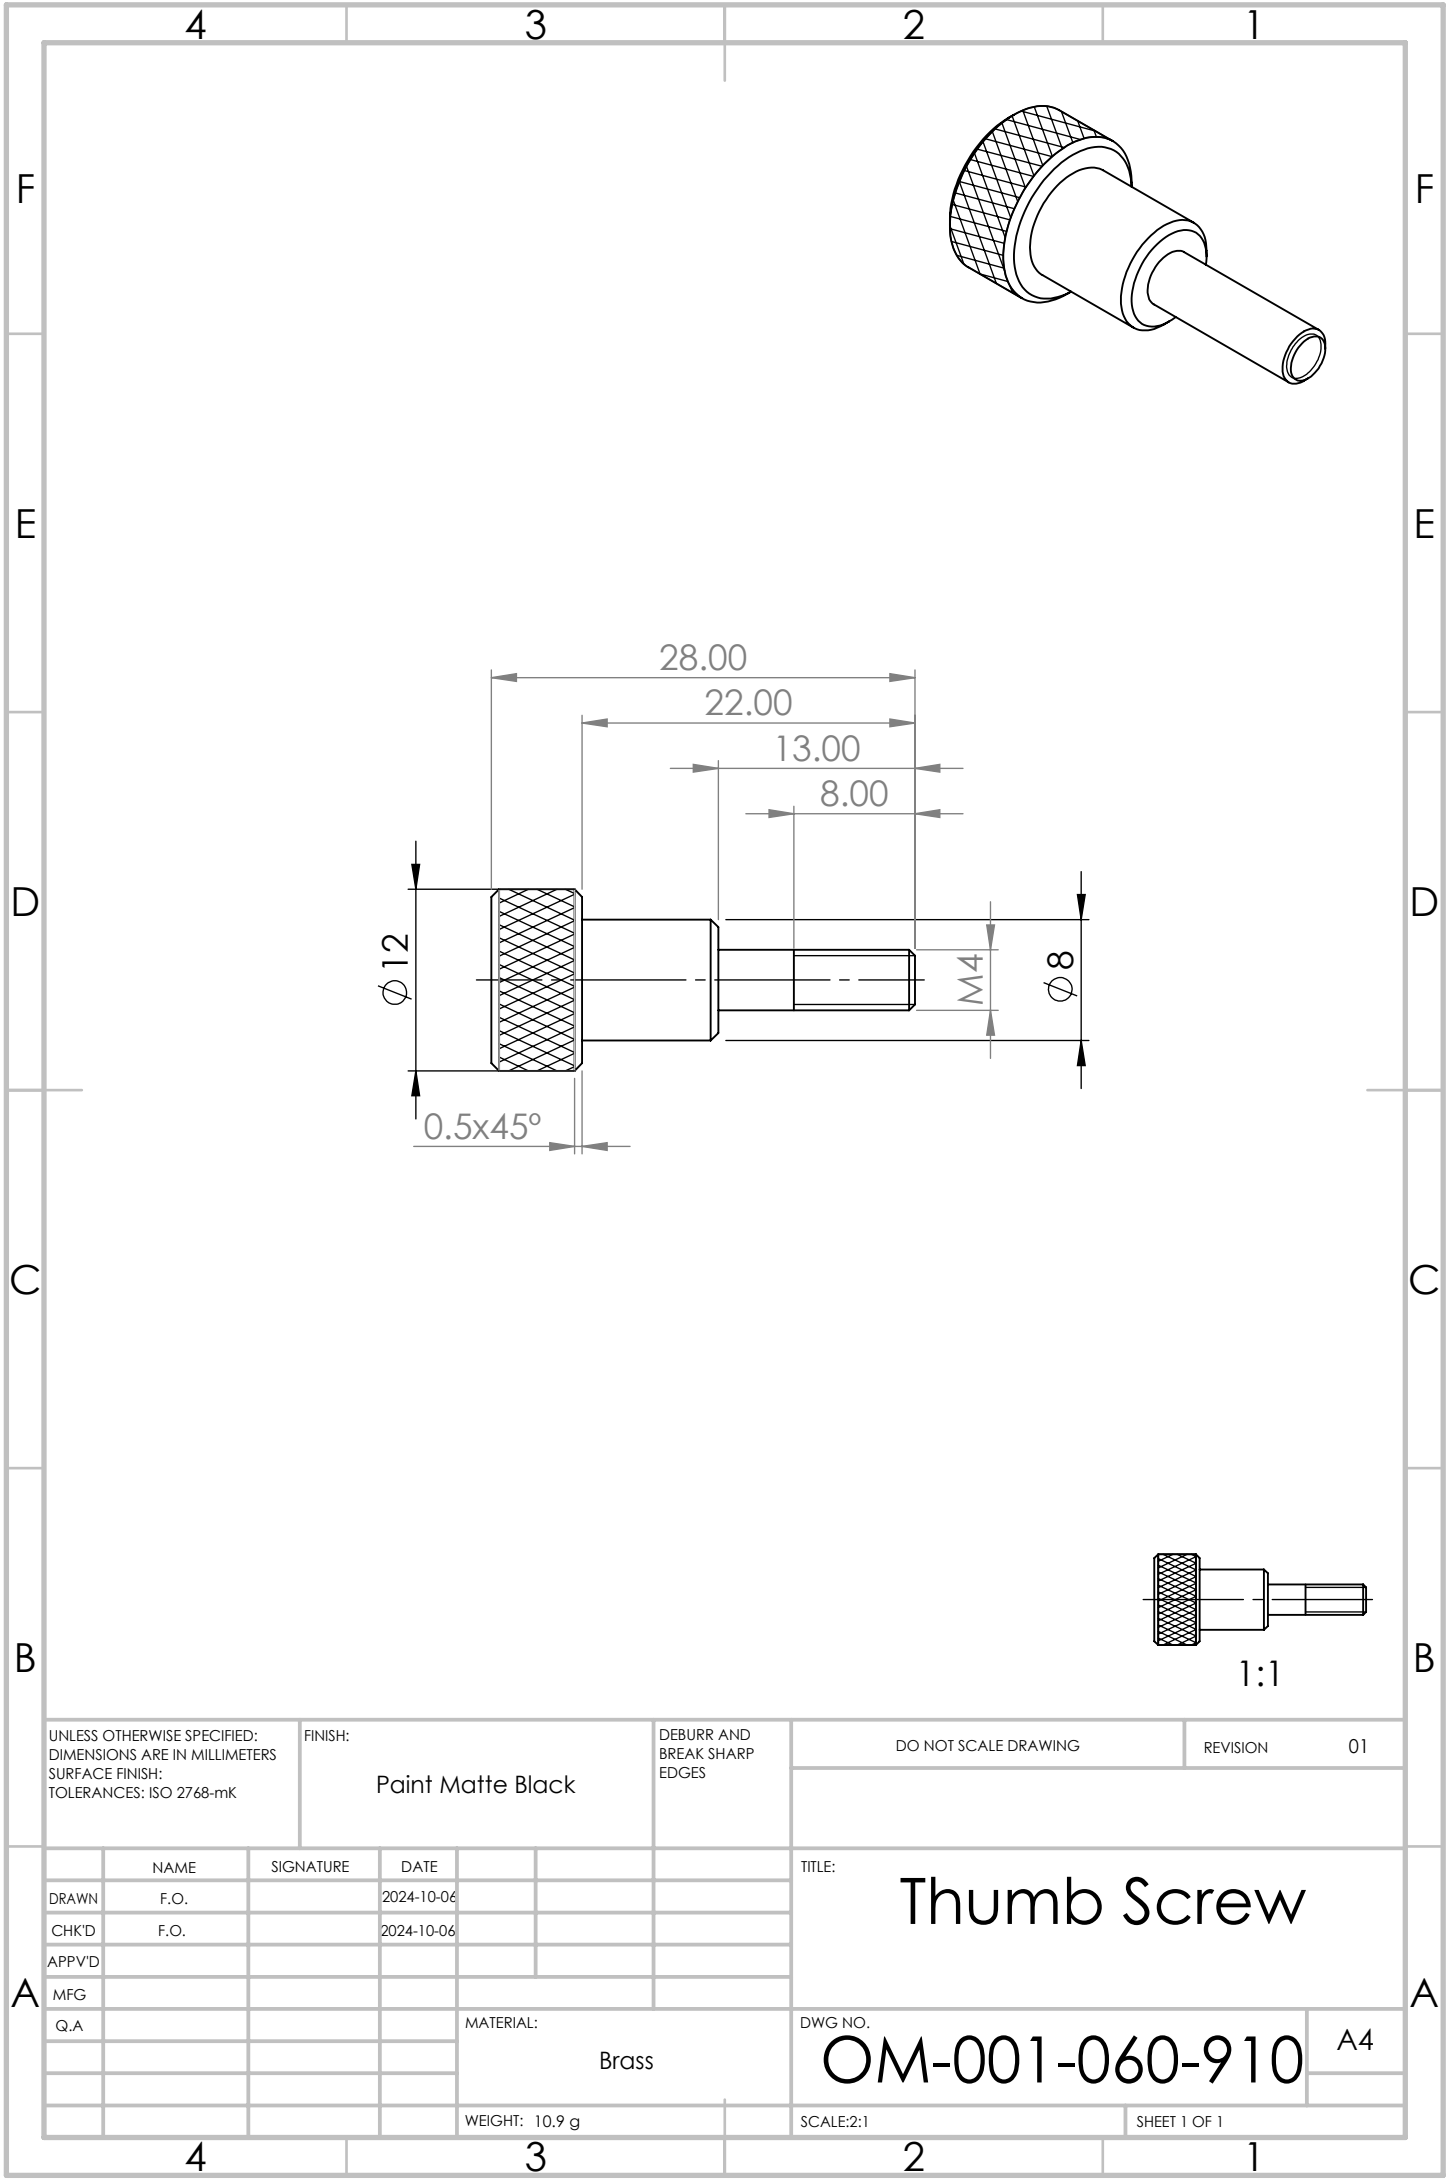 4 3 2 1
F F
E E
28.00
22.00
13.00
8.00
D D
⌀12
M4
⌀8
0.5x45°
C C
B B
1:1
UNLESS OTHERWISE SPECIFIED:
DIMENSIONS ARE IN MILLIMETERS
SURFACE FINISH:
TOLERANCES: ISO 2768-mK
FINISH:
Paint Matte Black
DEBURR AND
BREAK SHARP
EDGES
DO NOT SCALE DRAWING
REVISION 01
NAME SIGNATURE DATE
DRAWN F.O. 2024-10-06
CHK'D F.O. 2024-10-06
APPV'D
MFG
Q.A
TITLE:
Thumb Screw
A A
MATERIAL:
Brass
DWG NO.
OM-001-060-910
A4
WEIGHT: 10.9 g
SCALE:2:1
SHEET 1 OF 1
4 3 2 1